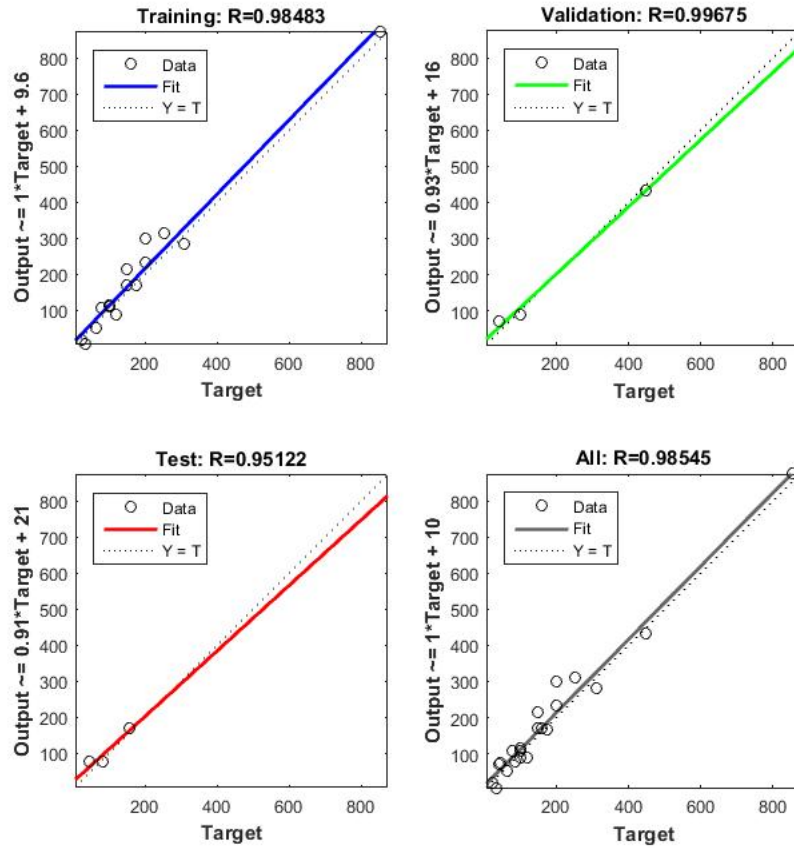 Training: R=0.98483
Output ~= 1*Target + 9.6
800
700
600
500
400
300
200
100
Data
Fit
Y = T
200 400 600 800
Target
Validation: R=0.99675
Output ~= 0.93*Target + 16
800
700
600
500
400
300
200
100
Data
Fit
Y = T
200 400 600 800
Target
Test: R=0.95122
Output ~= 0.91*Target + 21
800
700
600
500
400
300
200
100
Data
Fit
Y = T
200 400 600 800
Target
All: R=0.98545
Output ~= 1*Target + 10
800
700
600
500
400
300
200
100
Data
Fit
Y = T
200 400 600 800
Target